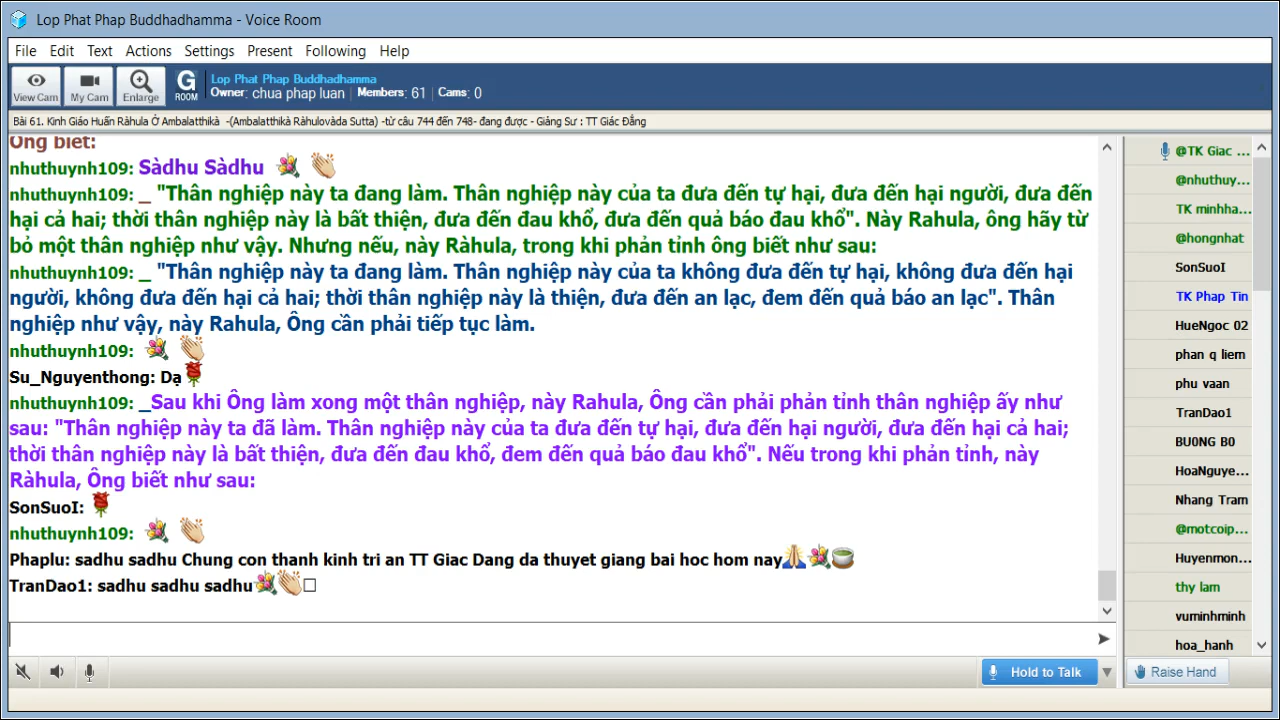 Lop Phat Phap Buddhadhamma - Voice Room
File Edit Text Actions Settings Present Following Help
View Cam My Cam Enlarge G ROOM
Lop Phat Phap Buddhadhamma
Owner: chua phap luan Members: 61 Cams: 0
Bài 61. Kinh Giáo Huấn Ràhula Ở Ambalatthikà -(Ambalatthikà Ràhulovàda Sutta) -từ câu 744 đến 748- đang được - Giảng Sư : TT Giác Đẳng
Ông biết:
nhuthuynh109: Sàdhu Sàdhu
nhuthuynh109: _ "Thân nghiệp này ta đang làm. Thân nghiệp này của ta đưa đến tự hại, đưa đến hại người, đưa đến
hại cả hai; thời thân nghiệp này là bất thiện, đưa đến đau khổ, đưa đến quả báo đau khổ". Này Rahula, ông hãy từ
bỏ một thân nghiệp như vậy. Nhưng nếu, này Ràhula, trong khi phản tỉnh ông biết như sau:
nhuthuynh109: _ "Thân nghiệp này ta đang làm. Thân nghiệp này của ta không đưa đến tự hại, không đưa đến hại
người, không đưa đến hại cả hai; thời thân nghiệp này là thiện, đưa đến an lạc, đem đến quả báo an lạc". Thân
nghiệp như vậy, này Rahula, Ông cần phải tiếp tục làm.
nhuthuynh109:
Su_Nguyenthong: Dạ
nhuthuynh109: _Sau khi Ông làm xong một thân nghiệp, này Rahula, Ông cần phải phản tỉnh thân nghiệp ấy như
sau: "Thân nghiệp này ta đã làm. Thân nghiệp này của ta đưa đến tự hại, đưa đến hại người, đưa đến hại cả hai;
thời thân nghiệp này là bất thiện, đưa đến đau khổ, đem đến quả báo đau khổ". Nếu trong khi phản tỉnh, này
Ràhula, Ông biết như sau:
SonSuoI:
nhuthuynh109:
Phaplu: sadhu sadhu Chung con thanh kinh tri an TT Giac Dang da thuyet giang bai hoc hom nay
TranDao1: sadhu sadhu sadhu
@TK Giac ...
@nhuthuy...
TK minhha...
@hongnhat
SonSuoI
TK Phap Tin
HueNgoc 02
phan q liem
phu vaan
TranDao1
BU0NG B0
HoaNguye...
Nhang Tram
@motcoip...
Huyenmon...
thy lam
vuminhminh
hoa_hanh
Hold to Talk
Raise Hand